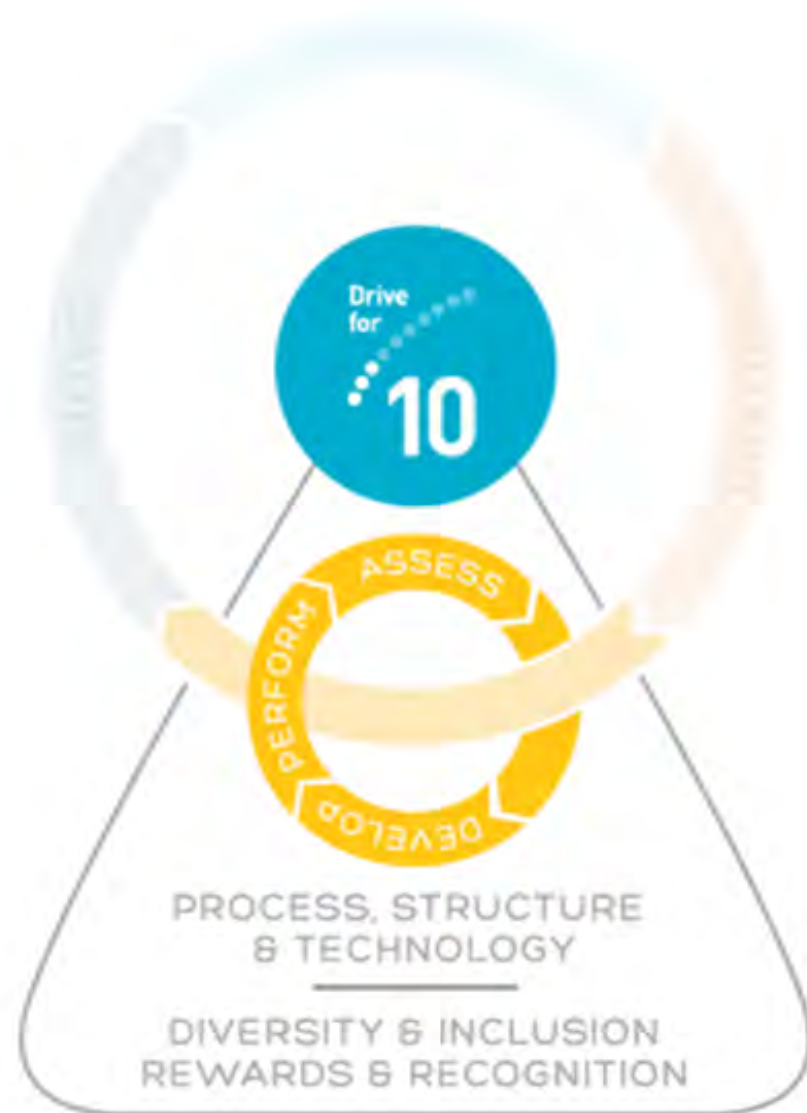 Drive
for
10
ASSESS
PERFORM
DEVELOP
PROCESS, STRUCTURE
& TECHNOLOGY
DIVERSITY & INCLUSION
REWARDS & RECOGNITION